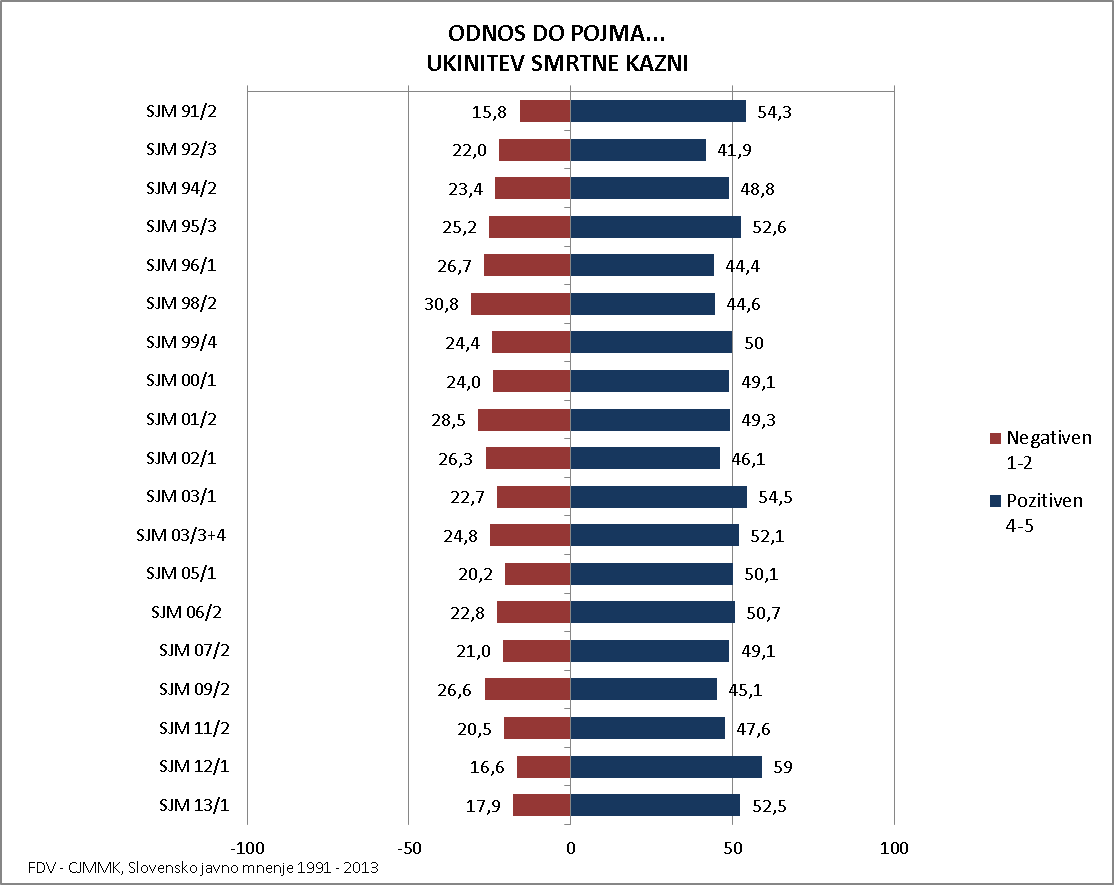 ODNOS DO POJMA...
UKINITEV SMRTNE KAZNI
SJM 91/2 15,8 54,3
SJM 92/3 22,0 41,9
SJM 94/2 23,4 48,8
SJM 95/3 25,2 52,6
SJM 96/1 26,7 44,4
SJM 98/2 30,8 44,6
SJM 99/4 24,4 50
SJM 00/1 24,0 49,1
SJM 01/2 28,5 49,3
SJM 02/1 26,3 46,1
SJM 03/1 22,7 54,5
SJM 03/3+4 24,8 52,1
SJM 05/1 20,2 50,1
SJM 06/2 22,8 50,7
SJM 07/2 21,0 49,1
SJM 09/2 26,6 45,1
SJM 11/2 20,5 47,6
SJM 12/1 16,6 59
SJM 13/1 17,9 52,5
-100 -50 0 50 100
Negativen
1-2
Pozitiven
4-5
FDV - CJMMK, Slovensko javno mnenje 1991 - 2013